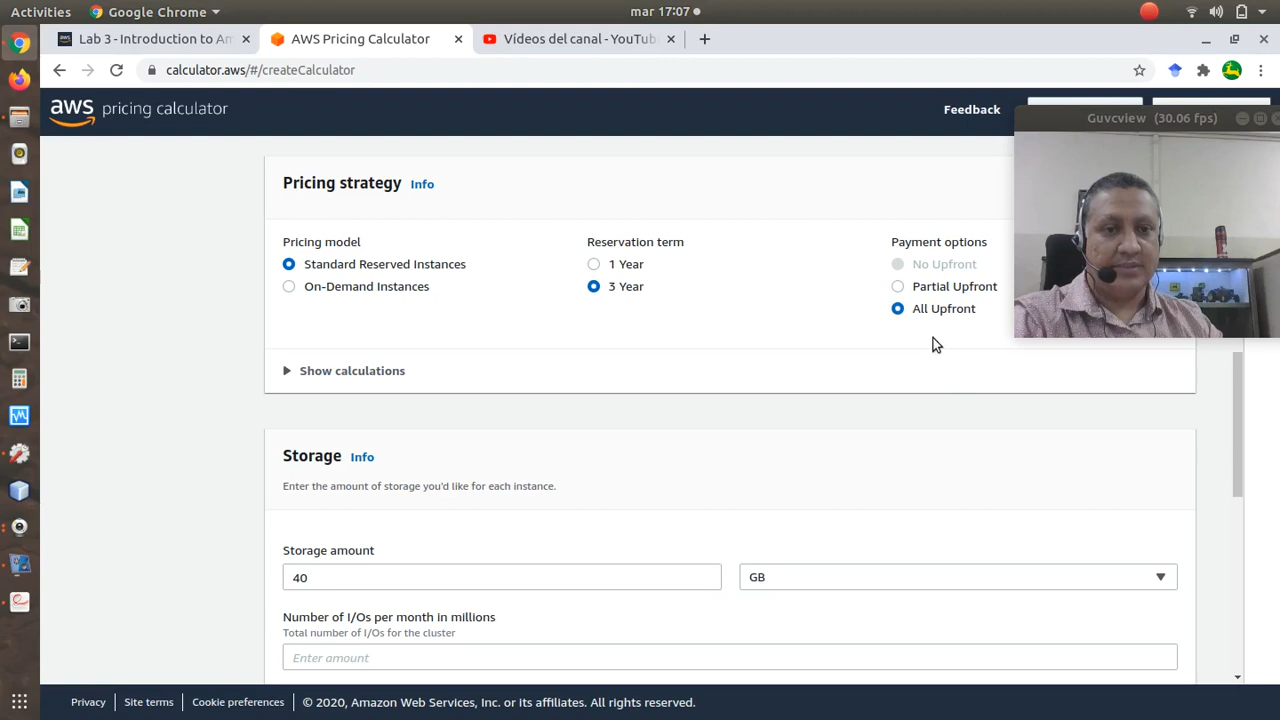 Activities
Google Chrome
mar 17:07
Lab 3 - Introduction to Am
AWS Pricing Calculator
Vídeos del canal - YouTub
calculator.aws/#/createCalculator
aws pricing calculator
Feedback
Guvcview (30.06 fps)
Pricing strategy Info
Pricing model
Reservation term
Payment options
Standard Reserved Instances
1 Year
No Upfront
On-Demand Instances
3 Year
Partial Upfront
All Upfront
Show calculations
Storage Info
Enter the amount of storage you'd like for each instance.
Storage amount
40
GB
Number of I/Os per month in millions
Total number of I/Os for the cluster
Enter amount
Privacy
Site terms
Cookie preferences
© 2020, Amazon Web Services, Inc. or its affiliates. All rights reserved.